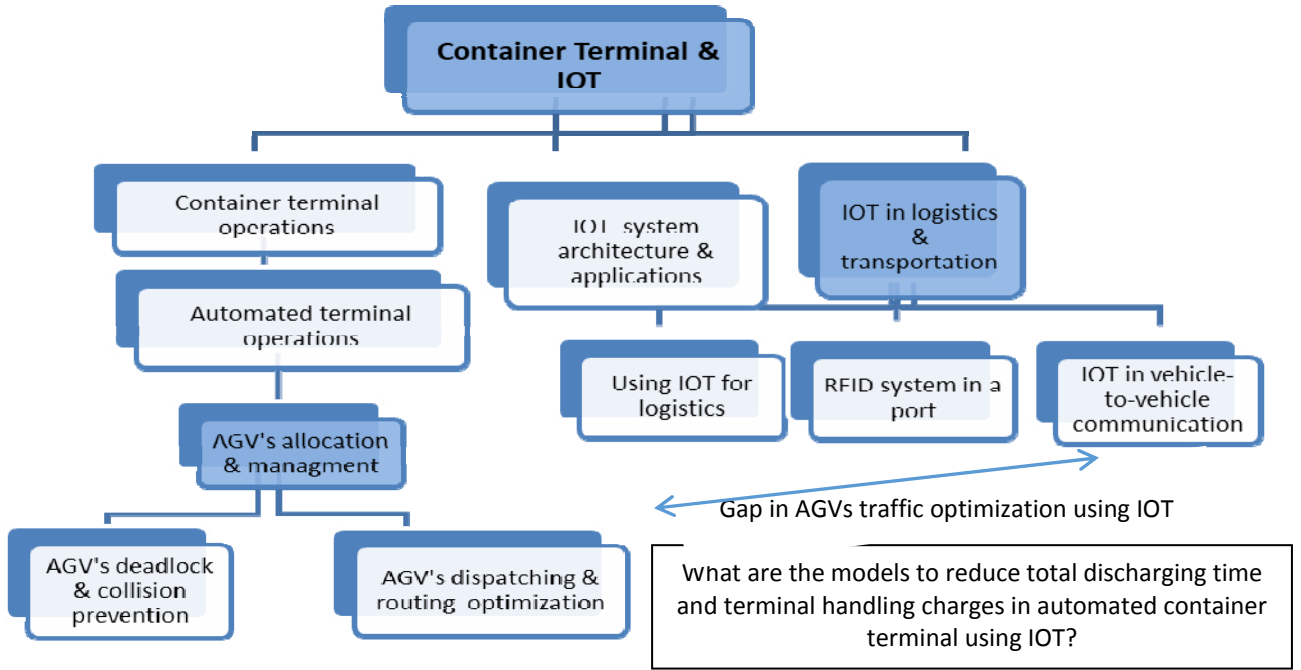 Container Terminal &
IOT
Container terminal
operations
IOT system
architecture &
applications
IOT in logistics
&
transportation
Automated terminal
operations
Using IOT for
logistics
RFID system in a
port
IOT in vehicle-
to-vehicle
communication
AGV's allocation
& managment
Gap in AGVs traffic optimization using IOT
AGV's deadlock
& collision
prevention
AGV's dispatching &
routing optimization
What are the models to reduce total discharging time
and terminal handling charges in automated container
terminal using IOT?